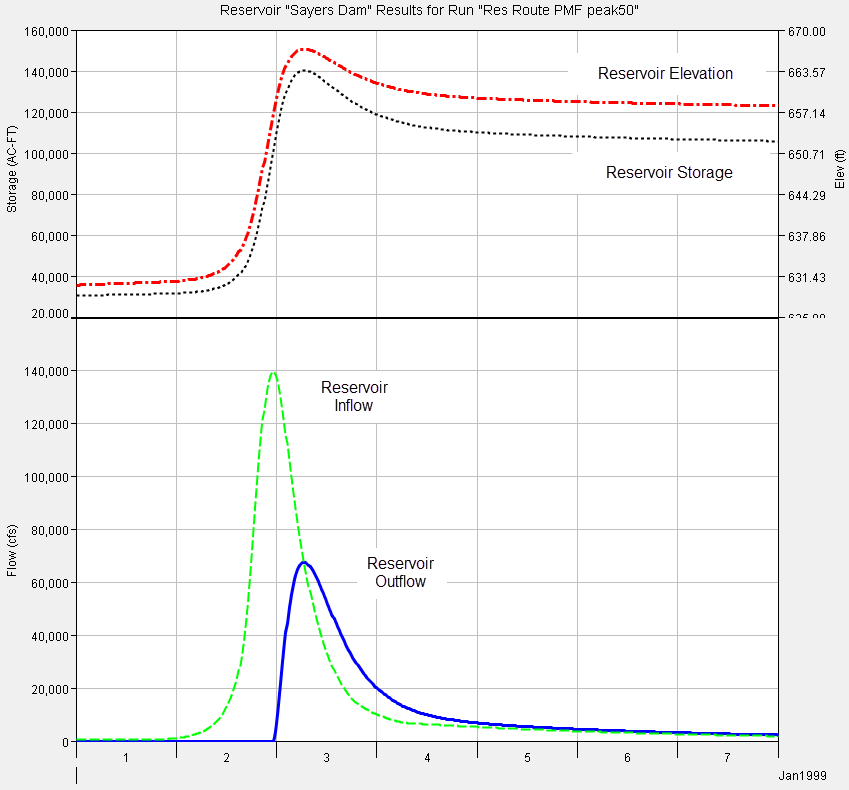 Reservoir "Sayers Dam" Results for Run "Res Route PMF peak50"
160,000
140,000
120,000
100,000
80,000
60,000
40,000
20,000
Storage (AC-FT)
670.00
663.57
657.14
650.71
644.29
637.86
631.43
Elev (ft)
Reservoir Elevation
Reservoir Storage
140,000
120,000
100,000
80,000
60,000
40,000
20,000
0
Flow (cfs)
Reservoir
Inflow
Reservoir
Outflow
1 2 3 4 5 6 7
Jan1999